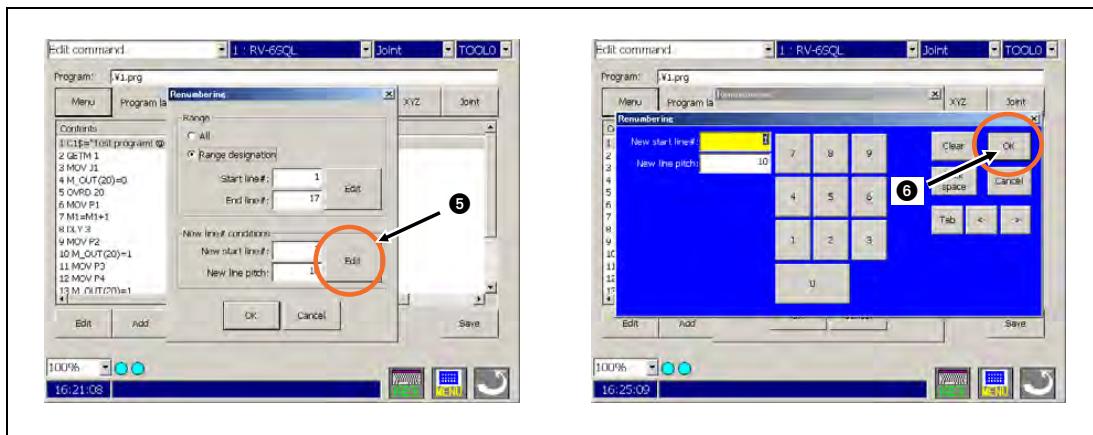 Edit command 1 : RV-6SQL Joint TOOL0
Program: .¥1.prg
Menu Program la XYZ Joint
Renumbering
Contents
Range
All
Range designation
Start line#: 1
End line#: 17
Edit
New line# conditions
New start line#:
New line pitch: 1
Edit
OK Cancel
1 C1$="Test program!
2 GETM 1
3 MOV J1
4 M_OUT(20)=0
5 OVRD 20
6 MOV P1
7 M1=M1+1
8 DLY 3
9 MOV P2
10 M_OUT(20)=1
11 MOV P3
12 MOV P4
13 M_OUT(20)=1
Edit Add Save
100%
16:21:08
MENU
5
Edit command 1 : RV-6SQL Joint TOOL0
Program: .¥1.prg
Menu Program la XYZ Joint
Renumbering
Renumbering
New start line#:
New line pitch: 10
7 8 9
4 5 6
1 2 3
0
Clear OK
space Cancel
Tab < - ->
6
Edit Add Save
100%
16:25:09
MENU